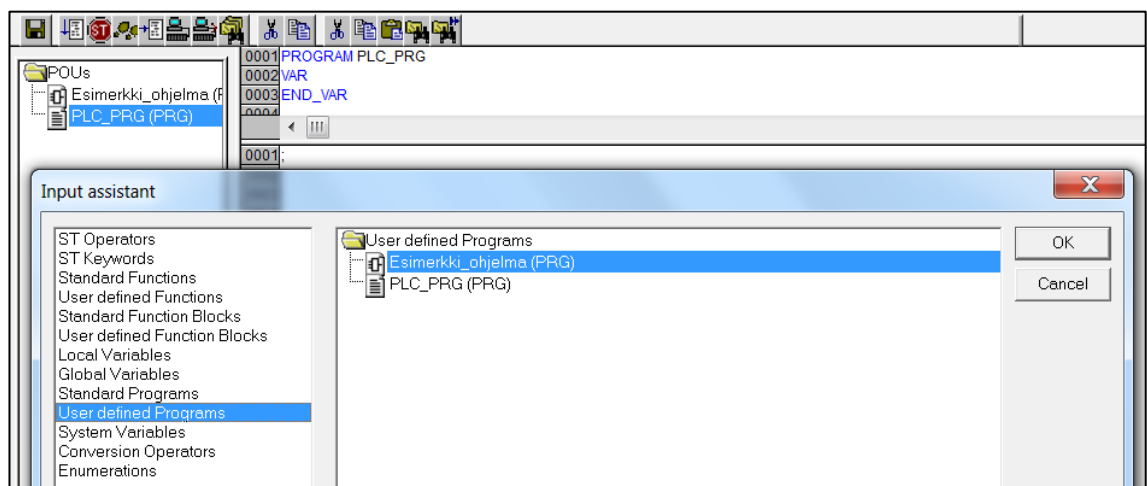 ST
POUs
Esimerkki_ohjelma (F
PLC_PRG (PRG)
0001 PROGRAM PLC_PRG
0002 VAR
0003 END_VAR
0004
0001 ;
Input assistant
ST Operators
ST Keywords
Standard Functions
User defined Functions
Standard Function Blocks
User defined Function Blocks
Local Variables
Global Variables
Standard Programs
User defined Programs
System Variables
Conversion Operators
Enumerations
User defined Programs
Esimerkki_ohjelma (PRG)
PLC_PRG (PRG)
OK
Cancel